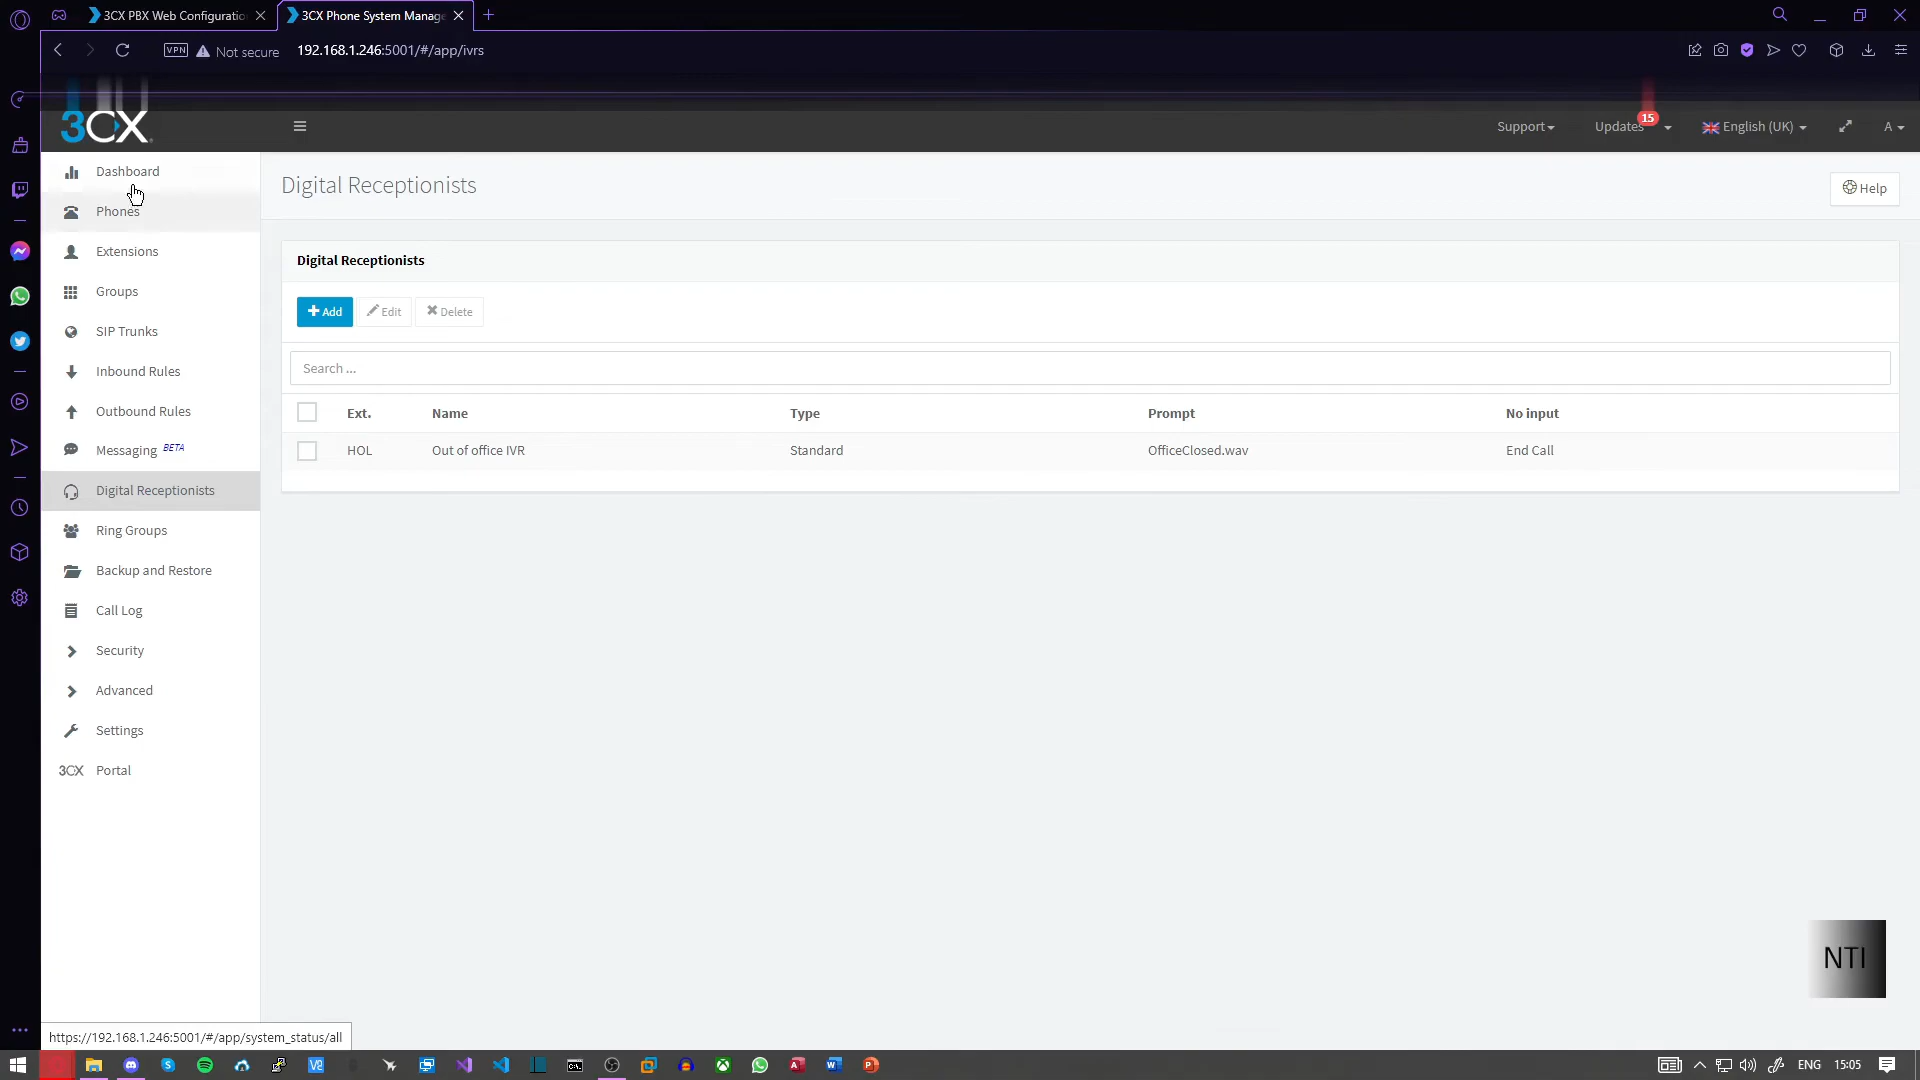 3CX PBX Web Configuratio
3CX Phone System Manage
VPN
Not secure
192.168.1.246:5001/#/app/ivrs
3CX
Support
Updates
15
English (UK)
A
Dashboard
Phones
Extensions
Groups
SIP Trunks
Inbound Rules
Outbound Rules
Messaging BETA
Digital Receptionists
Ring Groups
Backup and Restore
Call Log
Security
Advanced
Settings
3CX Portal
Digital Receptionists
Help
Digital Receptionists
Add
Edit
Delete
Search ...
Ext. Name Type Prompt No input
HOL Out of office IVR Standard OfficeClosed.wav End Call
NTI
https://192.168.1.246:5001/#/app/system_status/all
ENG
15:05